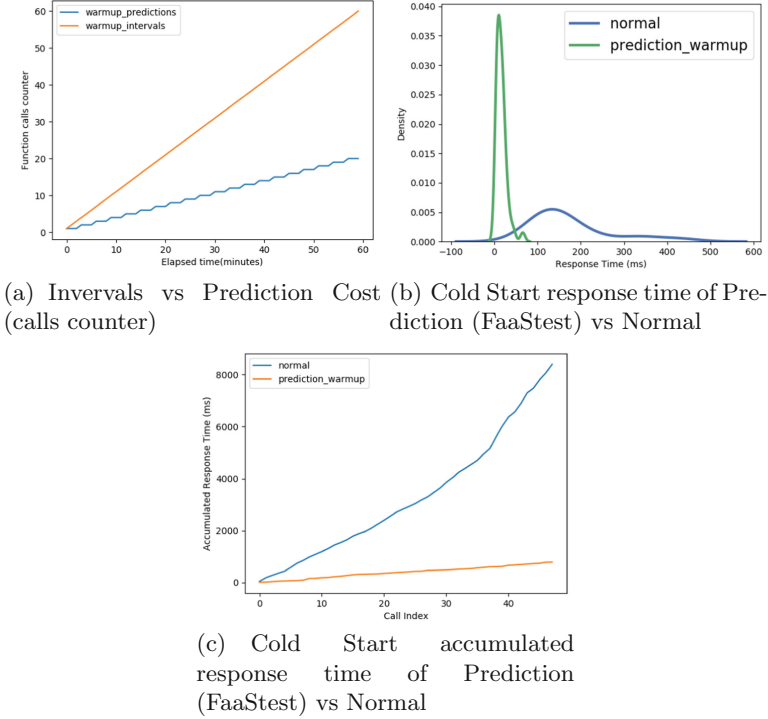 60
50
40
30
20
10
0
Function calls counter
warmup_predictions
warmup_intervals
0 10 20 30 40 50 60
Elapsed time(minutes)
0.040
0.035
0.030
0.025
0.020
0.015
0.010
0.005
0.000
Density
normal
prediction_warmup
−100 0 100 200 300 400 500 600
Response Time (ms)
(a) Invervals vs Prediction Cost
(calls counter)
(b) Cold Start response time of Pre-
diction (FaaStest) vs Normal
8000
6000
4000
2000
0
Accumulated Response Time (ms)
normal
prediction_warmup
0 10 20 30 40
Call Index
(c) Cold Start accumulated
response time of Prediction
(FaaStest) vs Normal